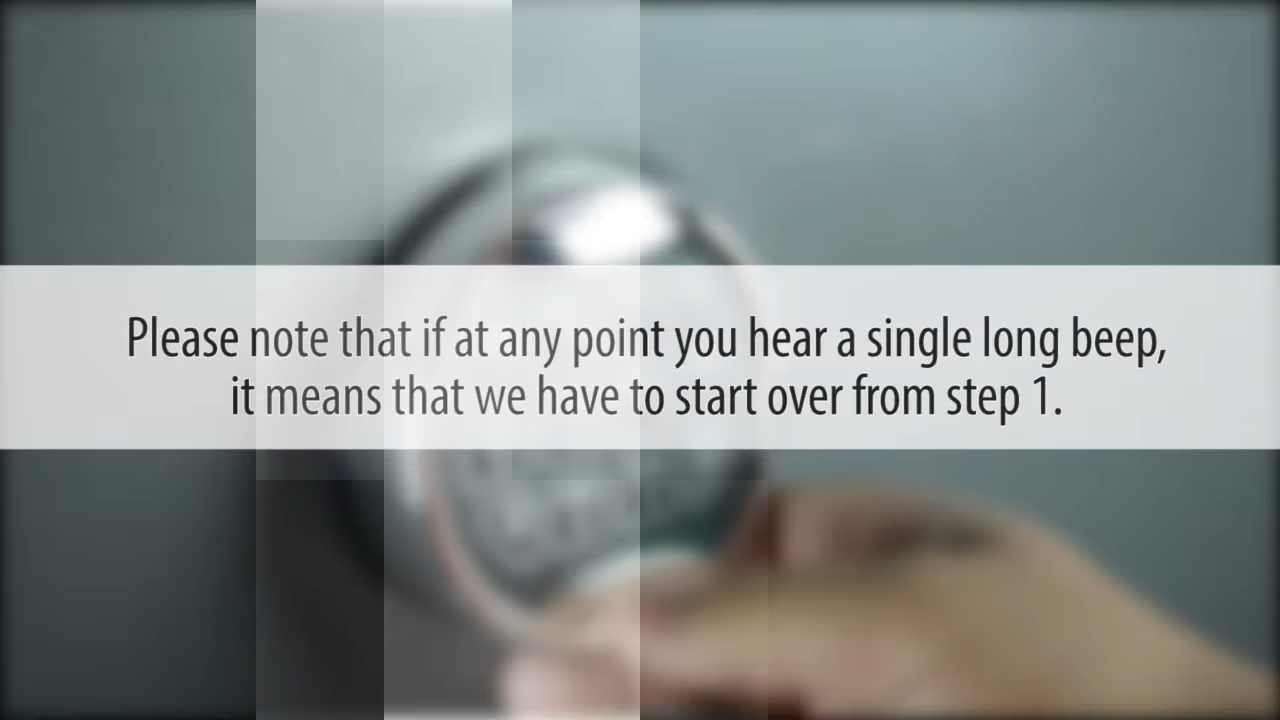 Please note that if at any point you hear a single long beep,
it means that we have to start over from step 1.